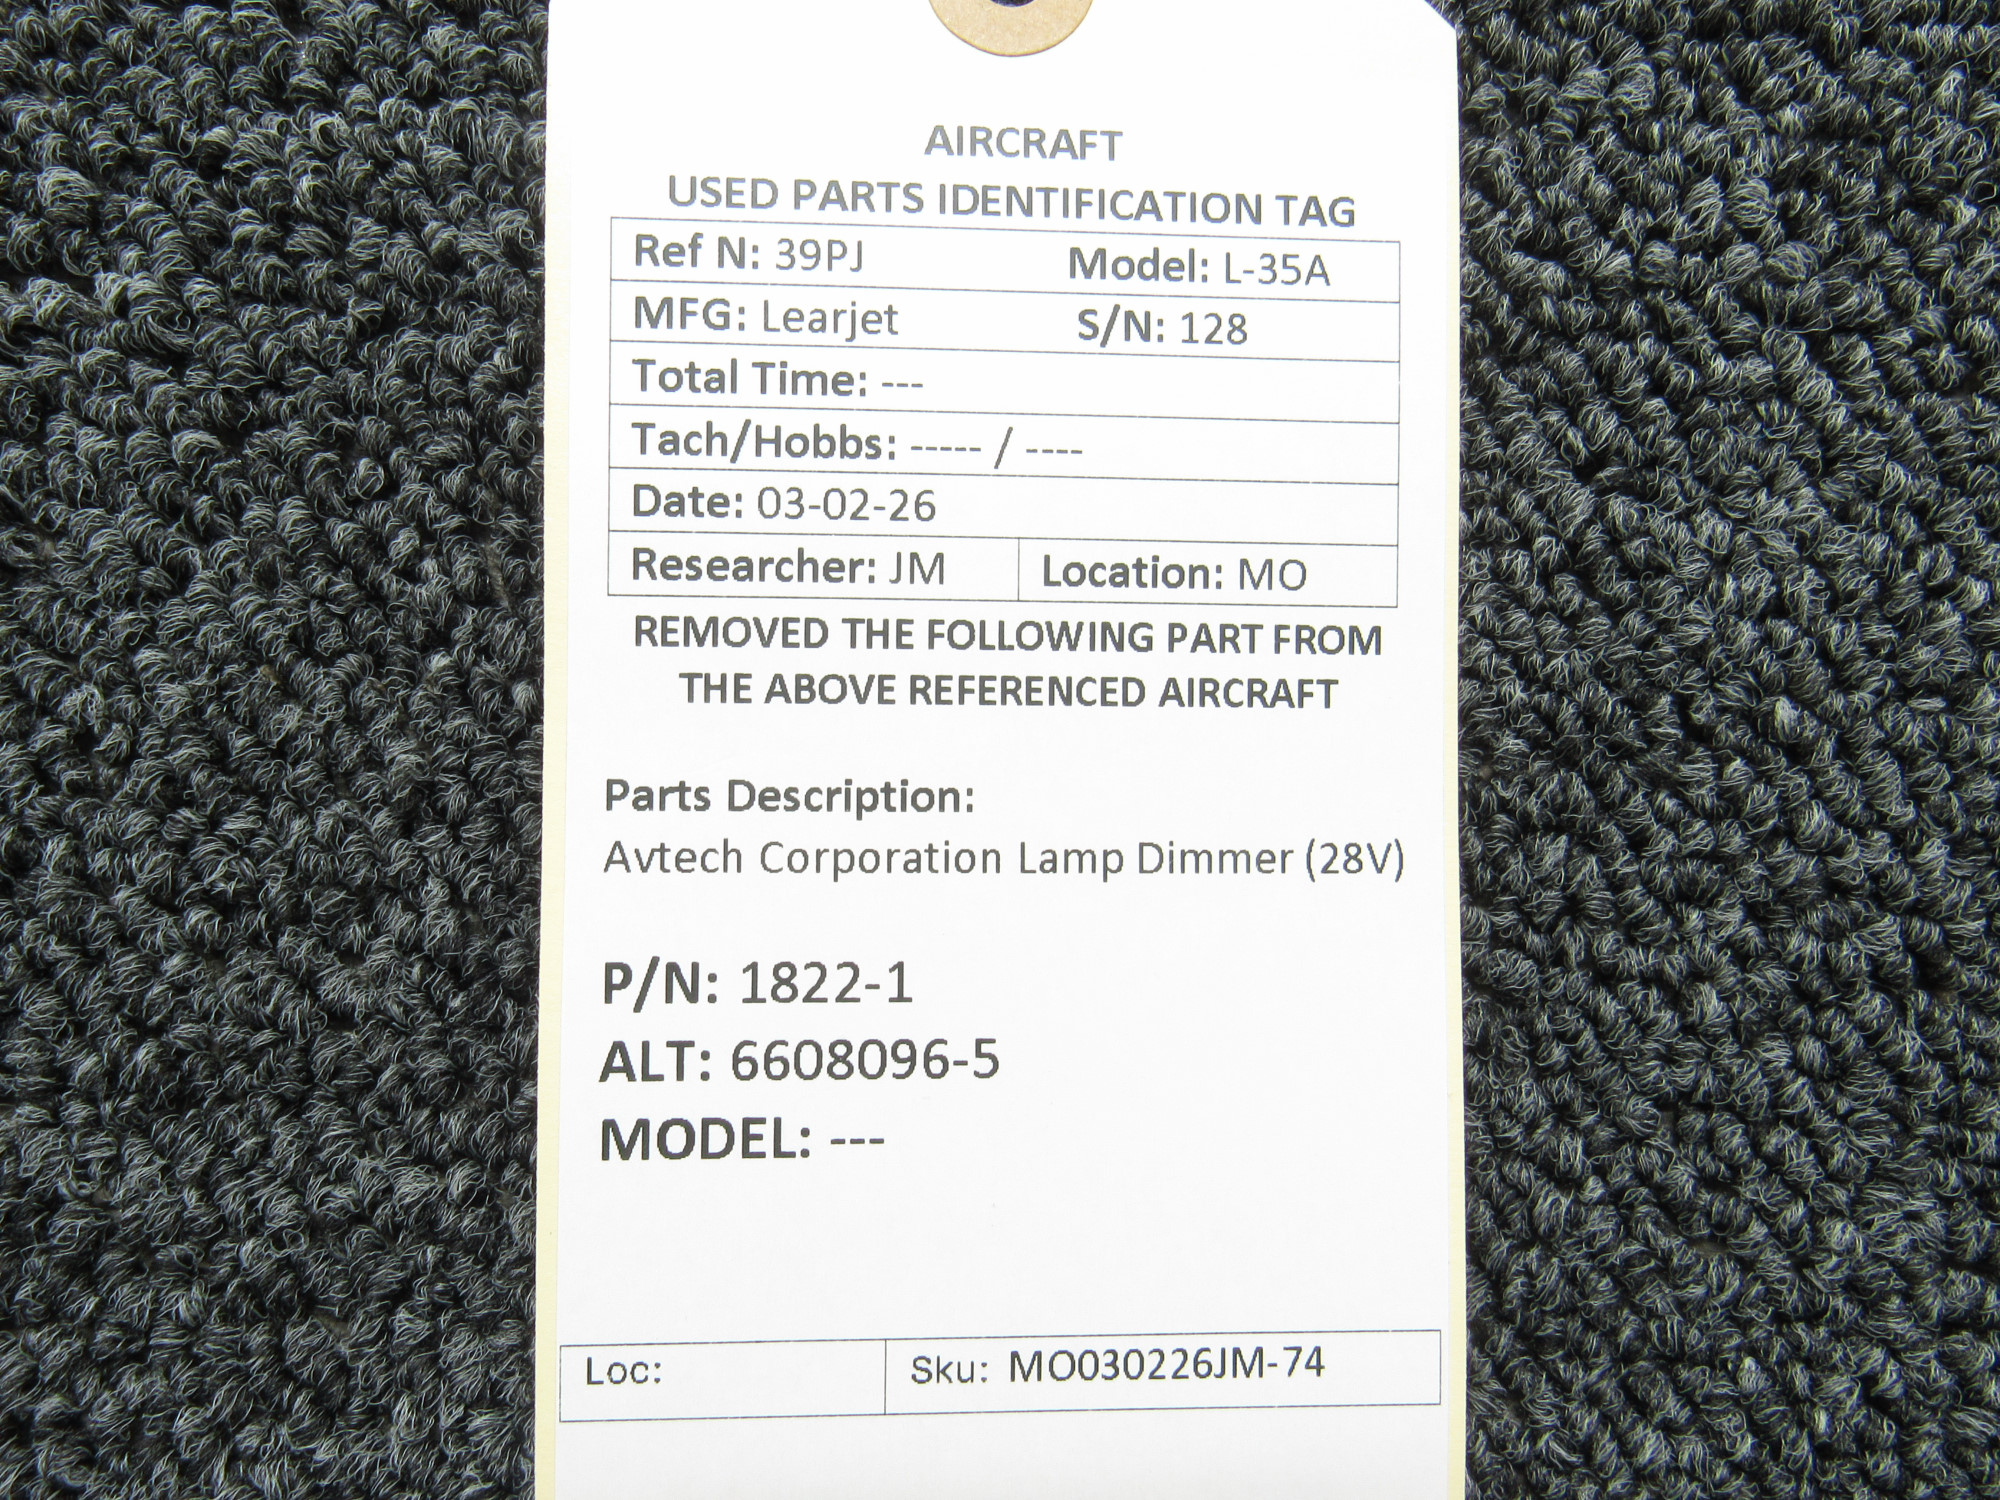 AIRCRAFT
USED PARTS IDENTIFICATION TAG
Ref N: 39PJ Model: L-35A
MFG: Learjet S/N: 128
Total Time: ---
Tach/Hobbs: ----- / ----
Date: 03-02-26
Researcher: JM Location: MO
REMOVED THE FOLLOWING PART FROM
THE ABOVE REFERENCED AIRCRAFT
Parts Description:
Avtech Corporation Lamp Dimmer (28V)
P/N: 1822-1
ALT: 6608096-5
MODEL: ---
Loc: Sku: MO030226JM-74